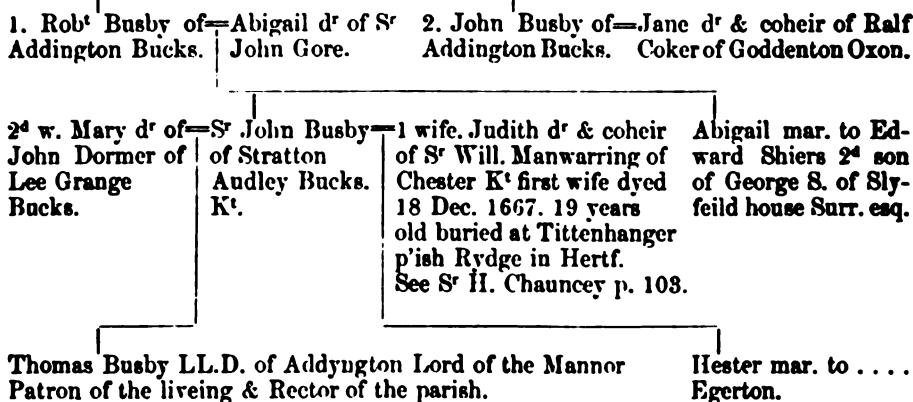 1. Robᵗ Busby of=Abigail dʳ of Sʳ
Addington Bucks. John Gore.
2. John Busby of=Jane dʳ & coheir of Ralf
Addington Bucks. Coker of Goddenton Oxon.
2ᵈ w. Mary dʳ of=Sʳ John Busby=1 wife. Judith dʳ & coheir
John Dormer of of Stratton of Sʳ Will. Manwarring of
Lee Grange Audley Bucks. Chester Kᵗ first wife dyed
Bucks. Kᵗ. 18 Dec. 1667. 19 years
old buried at Tittenhanger
p'ish Rydge in Hertf.
See Sʳ H. Chauncey p. 103.
Abigail mar. to Ed-
ward Shiers 2ᵈ son
of George S. of Sly-
feild house Surr. esq.
Thomas Busby LL.D. of Addyngton Lord of the Mannor
Patron of the liveing & Rector of the parish.
Hester mar. to . . . .
Egerton.